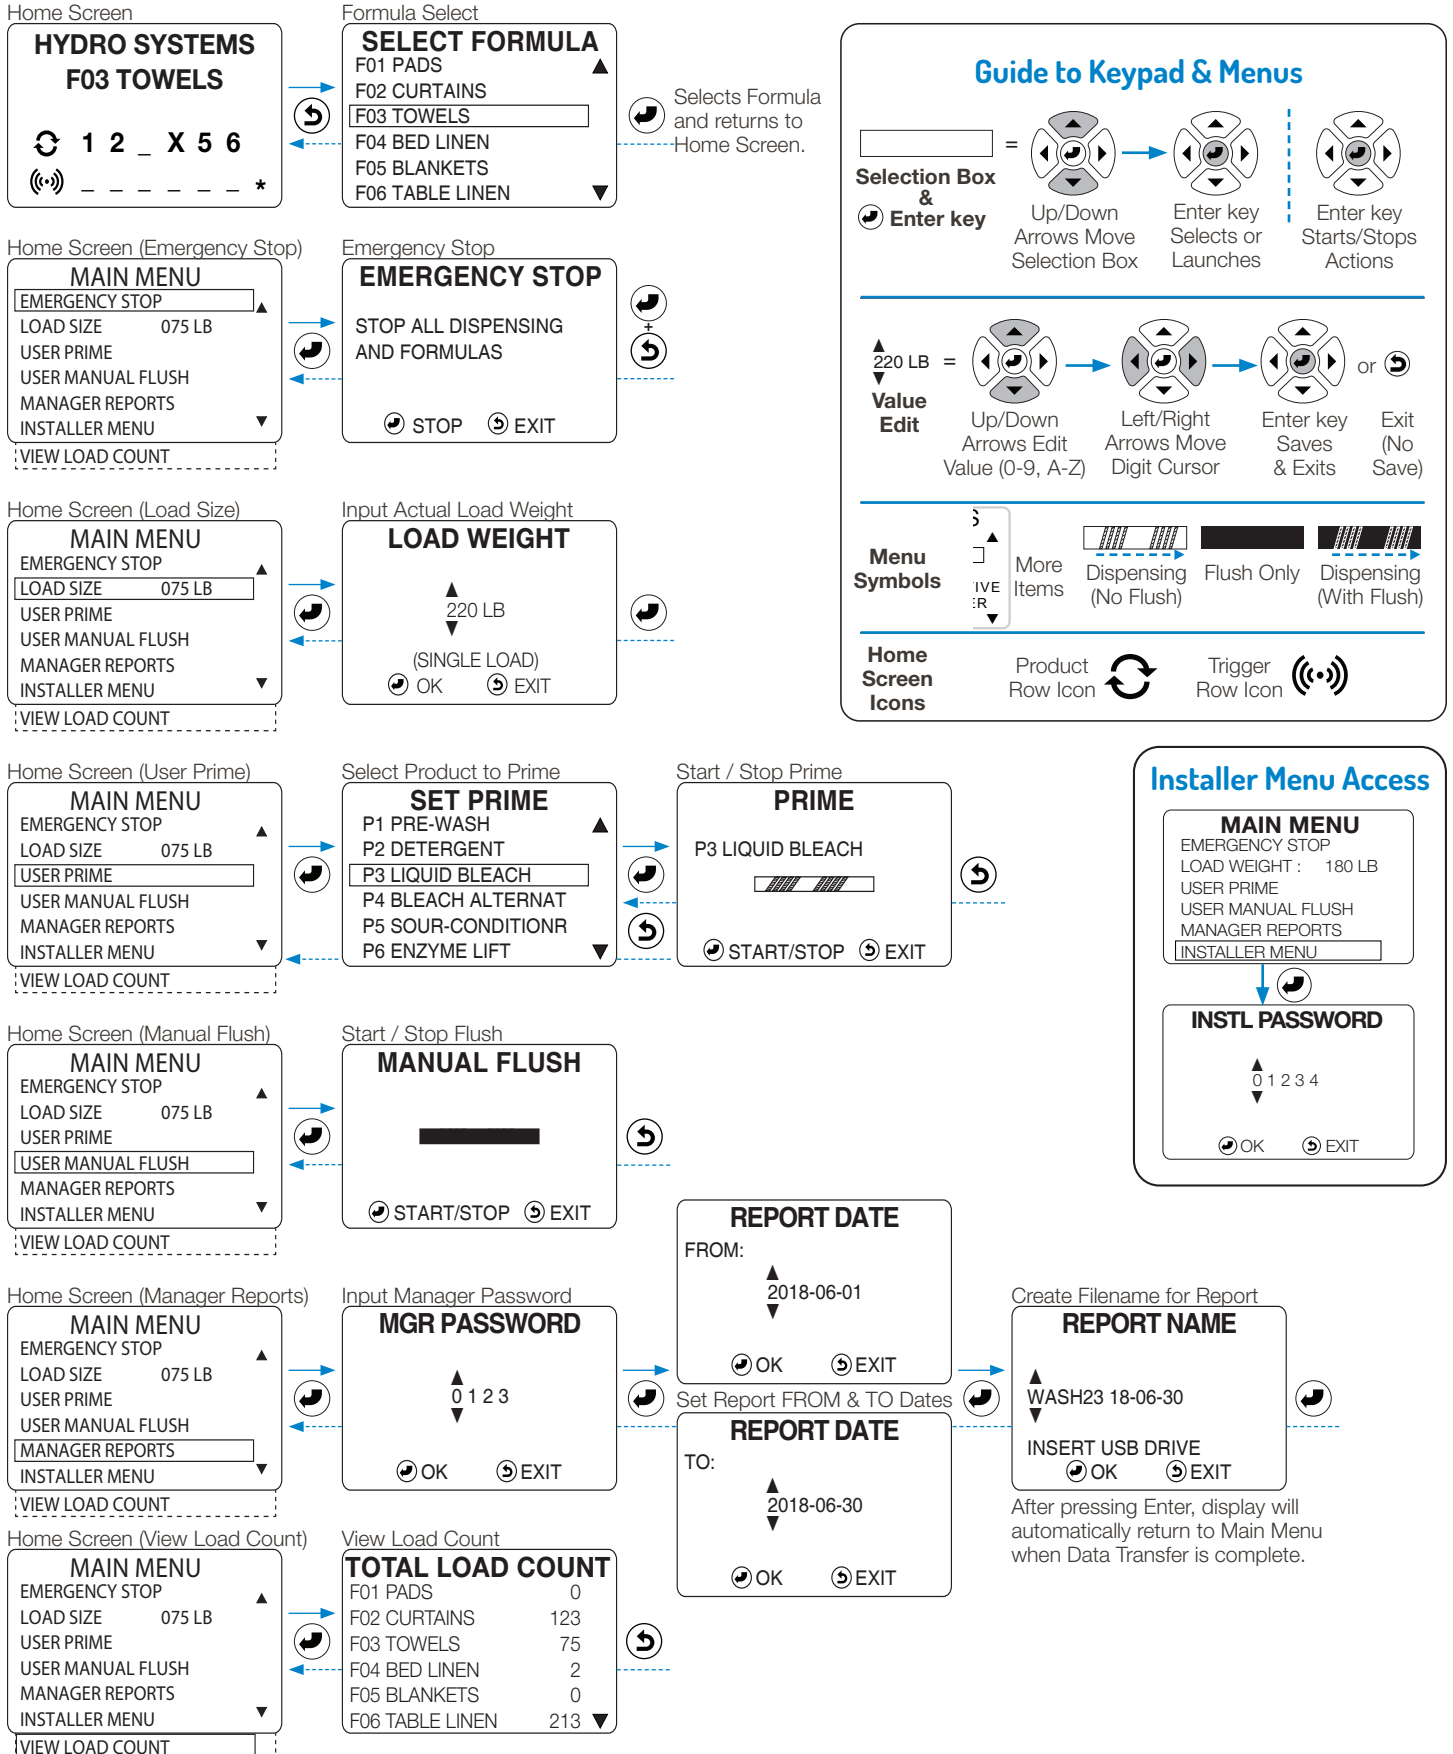 Home Screen
HYDRO SYSTEMS
F03 TOWELS
1 2 _ X 5 6
_ _ _ _ _ _ *
Formula Select
SELECT FORMULA
F01 PADS
F02 CURTAINS
F03 TOWELS
F04 BED LINEN
F05 BLANKETS
F06 TABLE LINEN
Selects Formula
and returns to
Home Screen.
Home Screen (Emergency Stop)
MAIN MENU
EMERGENCY STOP
LOAD SIZE 075 LB
USER PRIME
USER MANUAL FLUSH
MANAGER REPORTS
INSTALLER MENU
VIEW LOAD COUNT
Emergency Stop
EMERGENCY STOP
STOP ALL DISPENSING
AND FORMULAS
STOP EXIT
+
Home Screen (Load Size)
MAIN MENU
EMERGENCY STOP
LOAD SIZE 075 LB
USER PRIME
USER MANUAL FLUSH
MANAGER REPORTS
INSTALLER MENU
VIEW LOAD COUNT
Input Actual Load Weight
LOAD WEIGHT
220 LB
(SINGLE LOAD)
OK EXIT
Guide to Keypad & Menus
=
Selection Box
&
Enter key
Up/Down
Arrows Move
Selection Box
Enter key
Selects or
Launches
Enter key
Starts/Stops
Actions
220 LB =
Value
Edit
Up/Down
Arrows Edit
Value (0-9, A-Z)
Left/Right
Arrows Move
Digit Cursor
Enter key
Saves
& Exits
or
Exit
(No
Save)
Menu
Symbols
S
IVE
R
More
Items
Dispensing
(No Flush)
Flush Only
Dispensing
(With Flush)
Home
Screen
Icons
Product
Row Icon
Trigger
Row Icon
Home Screen (User Prime)
MAIN MENU
EMERGENCY STOP
LOAD SIZE 075 LB
USER PRIME
USER MANUAL FLUSH
MANAGER REPORTS
INSTALLER MENU
VIEW LOAD COUNT
Select Product to Prime
SET PRIME
P1 PRE-WASH
P2 DETERGENT
P3 LIQUID BLEACH
P4 BLEACH ALTERNAT
P5 SOUR-CONDITIONR
P6 ENZYME LIFT
Start / Stop Prime
PRIME
P3 LIQUID BLEACH
START/STOP EXIT
Installer Menu Access
MAIN MENU
EMERGENCY STOP
LOAD WEIGHT : 180 LB
USER PRIME
USER MANUAL FLUSH
MANAGER REPORTS
INSTALLER MENU
INSTL PASSWORD
0 1 2 3 4
OK EXIT
Home Screen (Manual Flush)
MAIN MENU
EMERGENCY STOP
LOAD SIZE 075 LB
USER PRIME
USER MANUAL FLUSH
MANAGER REPORTS
INSTALLER MENU
VIEW LOAD COUNT
Start / Stop Flush
MANUAL FLUSH
START/STOP EXIT
Home Screen (Manager Reports)
MAIN MENU
EMERGENCY STOP
LOAD SIZE 075 LB
USER PRIME
USER MANUAL FLUSH
MANAGER REPORTS
INSTALLER MENU
VIEW LOAD COUNT
Input Manager Password
MGR PASSWORD
0 1 2 3
OK EXIT
REPORT DATE
FROM:
2018-06-01
OK EXIT
Set Report FROM & TO Dates
REPORT DATE
TO:
2018-06-30
OK EXIT
Create Filename for Report
REPORT NAME
WASH23 18-06-30
INSERT USB DRIVE
OK EXIT
After pressing Enter, display will
automatically return to Main Menu
when Data Transfer is complete.
Home Screen (View Load Count)
MAIN MENU
EMERGENCY STOP
LOAD SIZE 075 LB
USER PRIME
USER MANUAL FLUSH
MANAGER REPORTS
INSTALLER MENU
VIEW LOAD COUNT
View Load Count
TOTAL LOAD COUNT
F01 PADS 0
F02 CURTAINS 123
F03 TOWELS 75
F04 BED LINEN 2
F05 BLANKETS 0
F06 TABLE LINEN 213